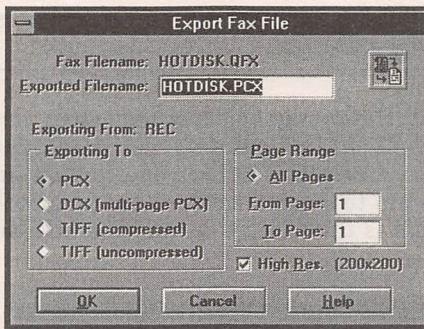 Export Fax File
Fax Filename: HOTDISK.QFX
Exported Filename: HOTDISK.PCX
Exporting From: REC
Exporting To
PCX
DCX (multi-page PCX)
TIFF (compressed)
TIFF (uncompressed)
Page Range
All Pages
From Page: 1
To Page: 1
High Res. (200x200)
OK
Cancel
Help